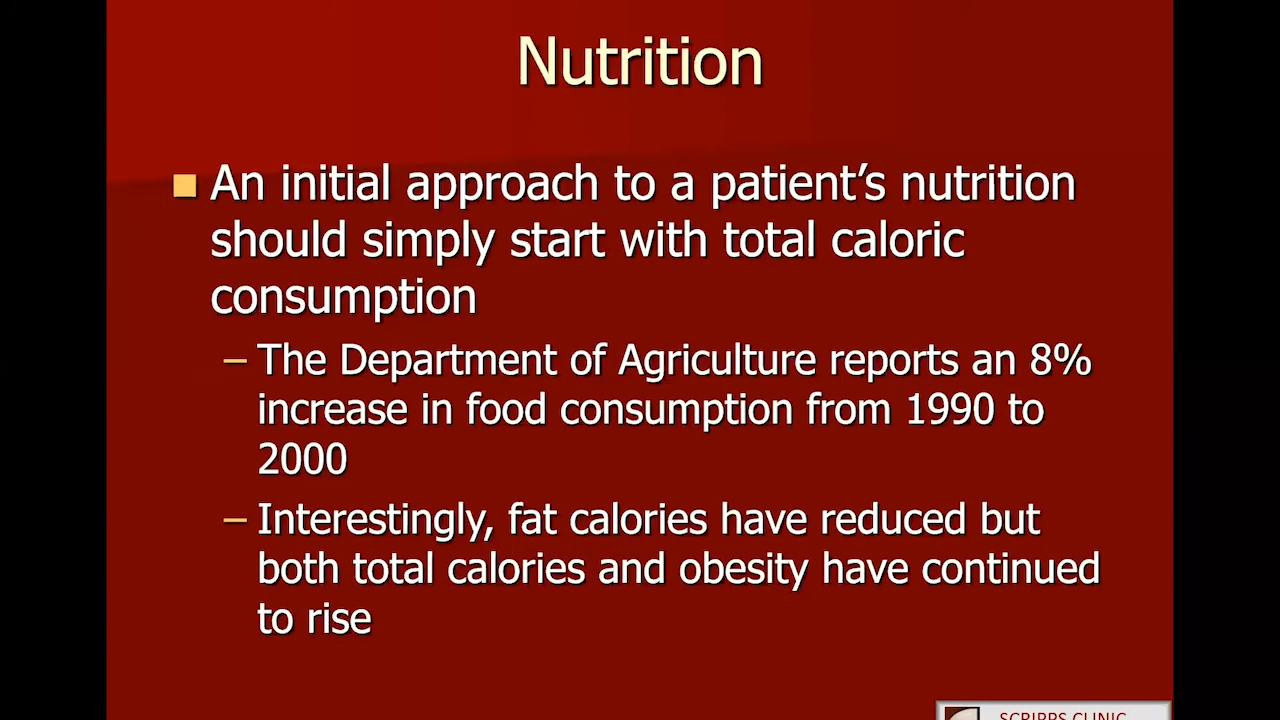 Nutrition
An initial approach to a patient’s nutrition
should simply start with total caloric
consumption
– The Department of Agriculture reports an 8%
increase in food consumption from 1990 to
2000
– Interestingly, fat calories have reduced but
both total calories and obesity have continued
to rise
SCRIPPS CLINIC